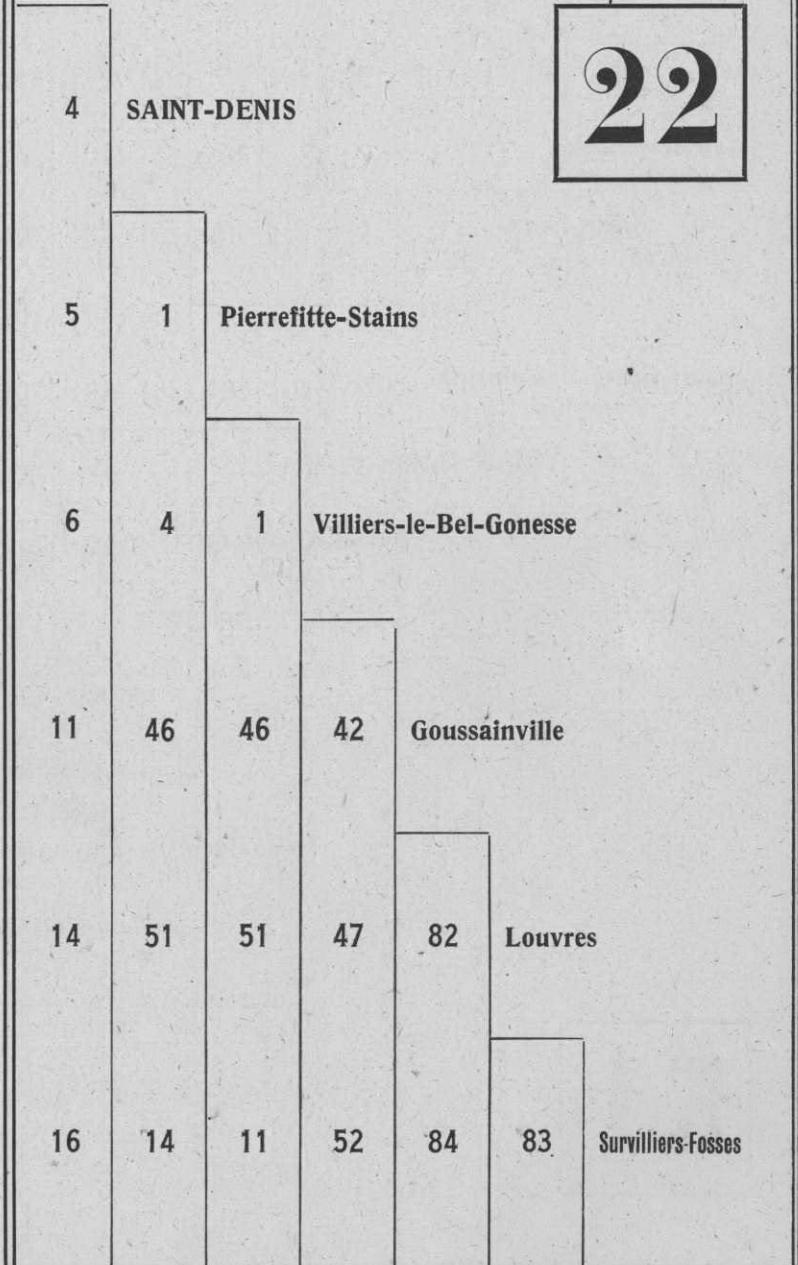 22
4 SAINT-DENIS
5 1 Pierrefitte-Stains
6 4 1 Villiers-le-Bel-Gonesse
11 46 46 42 Goussainville
14 51 51 47 82 Louvres
16 14 11 52 84 83 Survilliers-Fosses